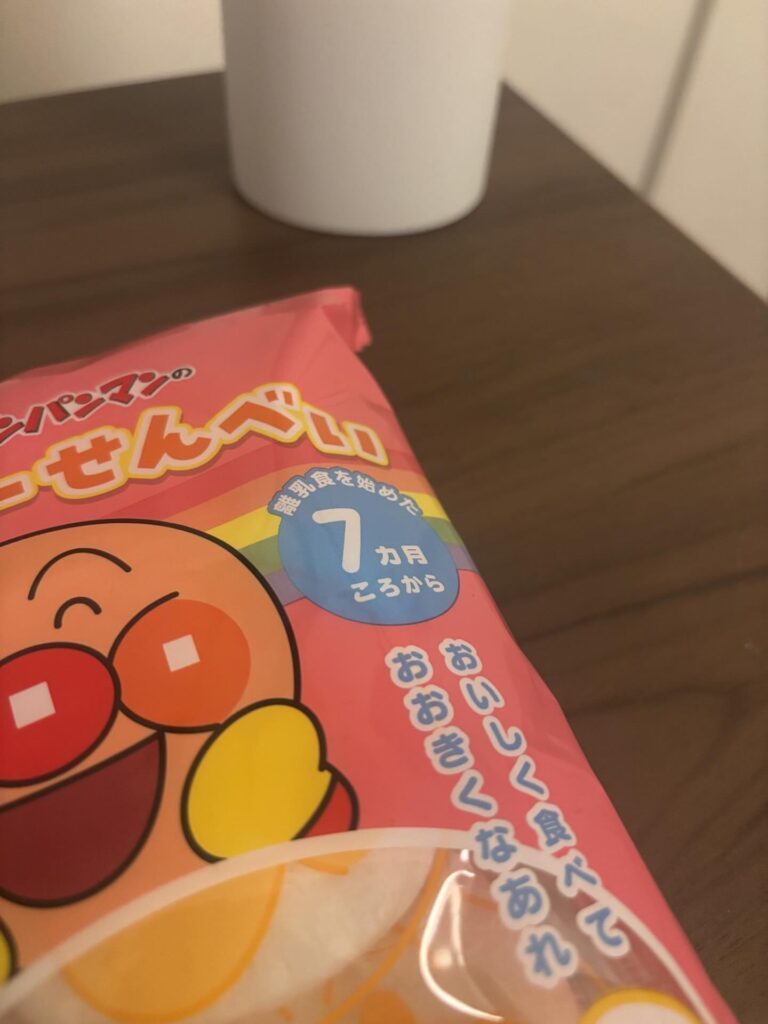 ンパンマンの
ーせんべい
離乳食を始めた
7カ月
ころから
おいしく食べて
おおきくなあれ